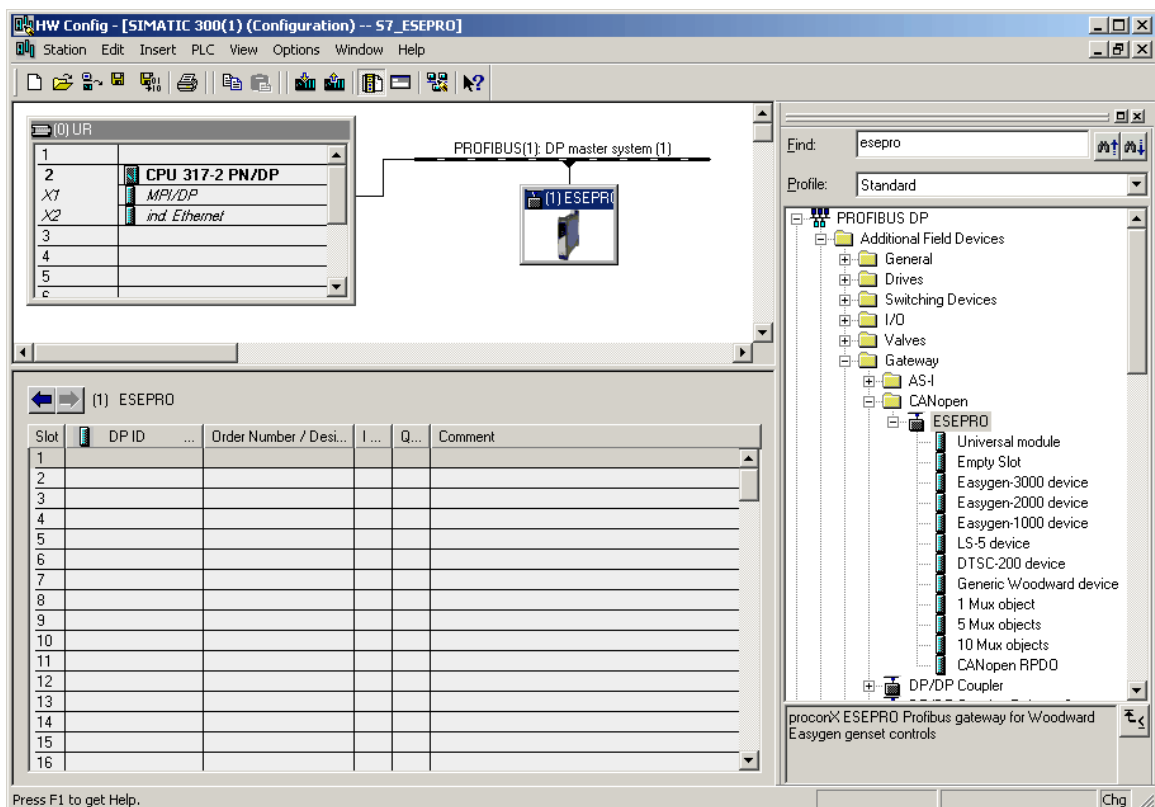 HW Config - [SIMATIC 300(1) (Configuration) -- S7_ESEPRO]
Station Edit Insert PLC View Options Window Help
(0) UR
1
2 CPU 317-2 PN/DP
X1 MPI/DP
X2 ind. Ethernet
3
4
5
PROFIBUS(1): DP master system (1)
(1) ESEPRO
(1) ESEPRO
Slot DP ID ... Order Number / Desi... I ... Q... Comment
1
2
3
4
5
6
7
8
9
10
11
12
13
14
15
16
Find: esepro
Profile: Standard
PROFIBUS DP
Additional Field Devices
General
Drives
Switching Devices
I/O
Valves
Gateway
AS-I
CANopen
ESEPRO
Universal module
Empty Slot
Easygen-3000 device
Easygen-2000 device
Easygen-1000 device
LS-5 device
DTSC-200 device
Generic Woodward device
1 Mux object
5 Mux objects
10 Mux objects
CANopen RPDO
DP/DP Coupler
proconX ESEPRO Profibus gateway for Woodward
Easygen genset controls
Press F1 to get Help.
Chg